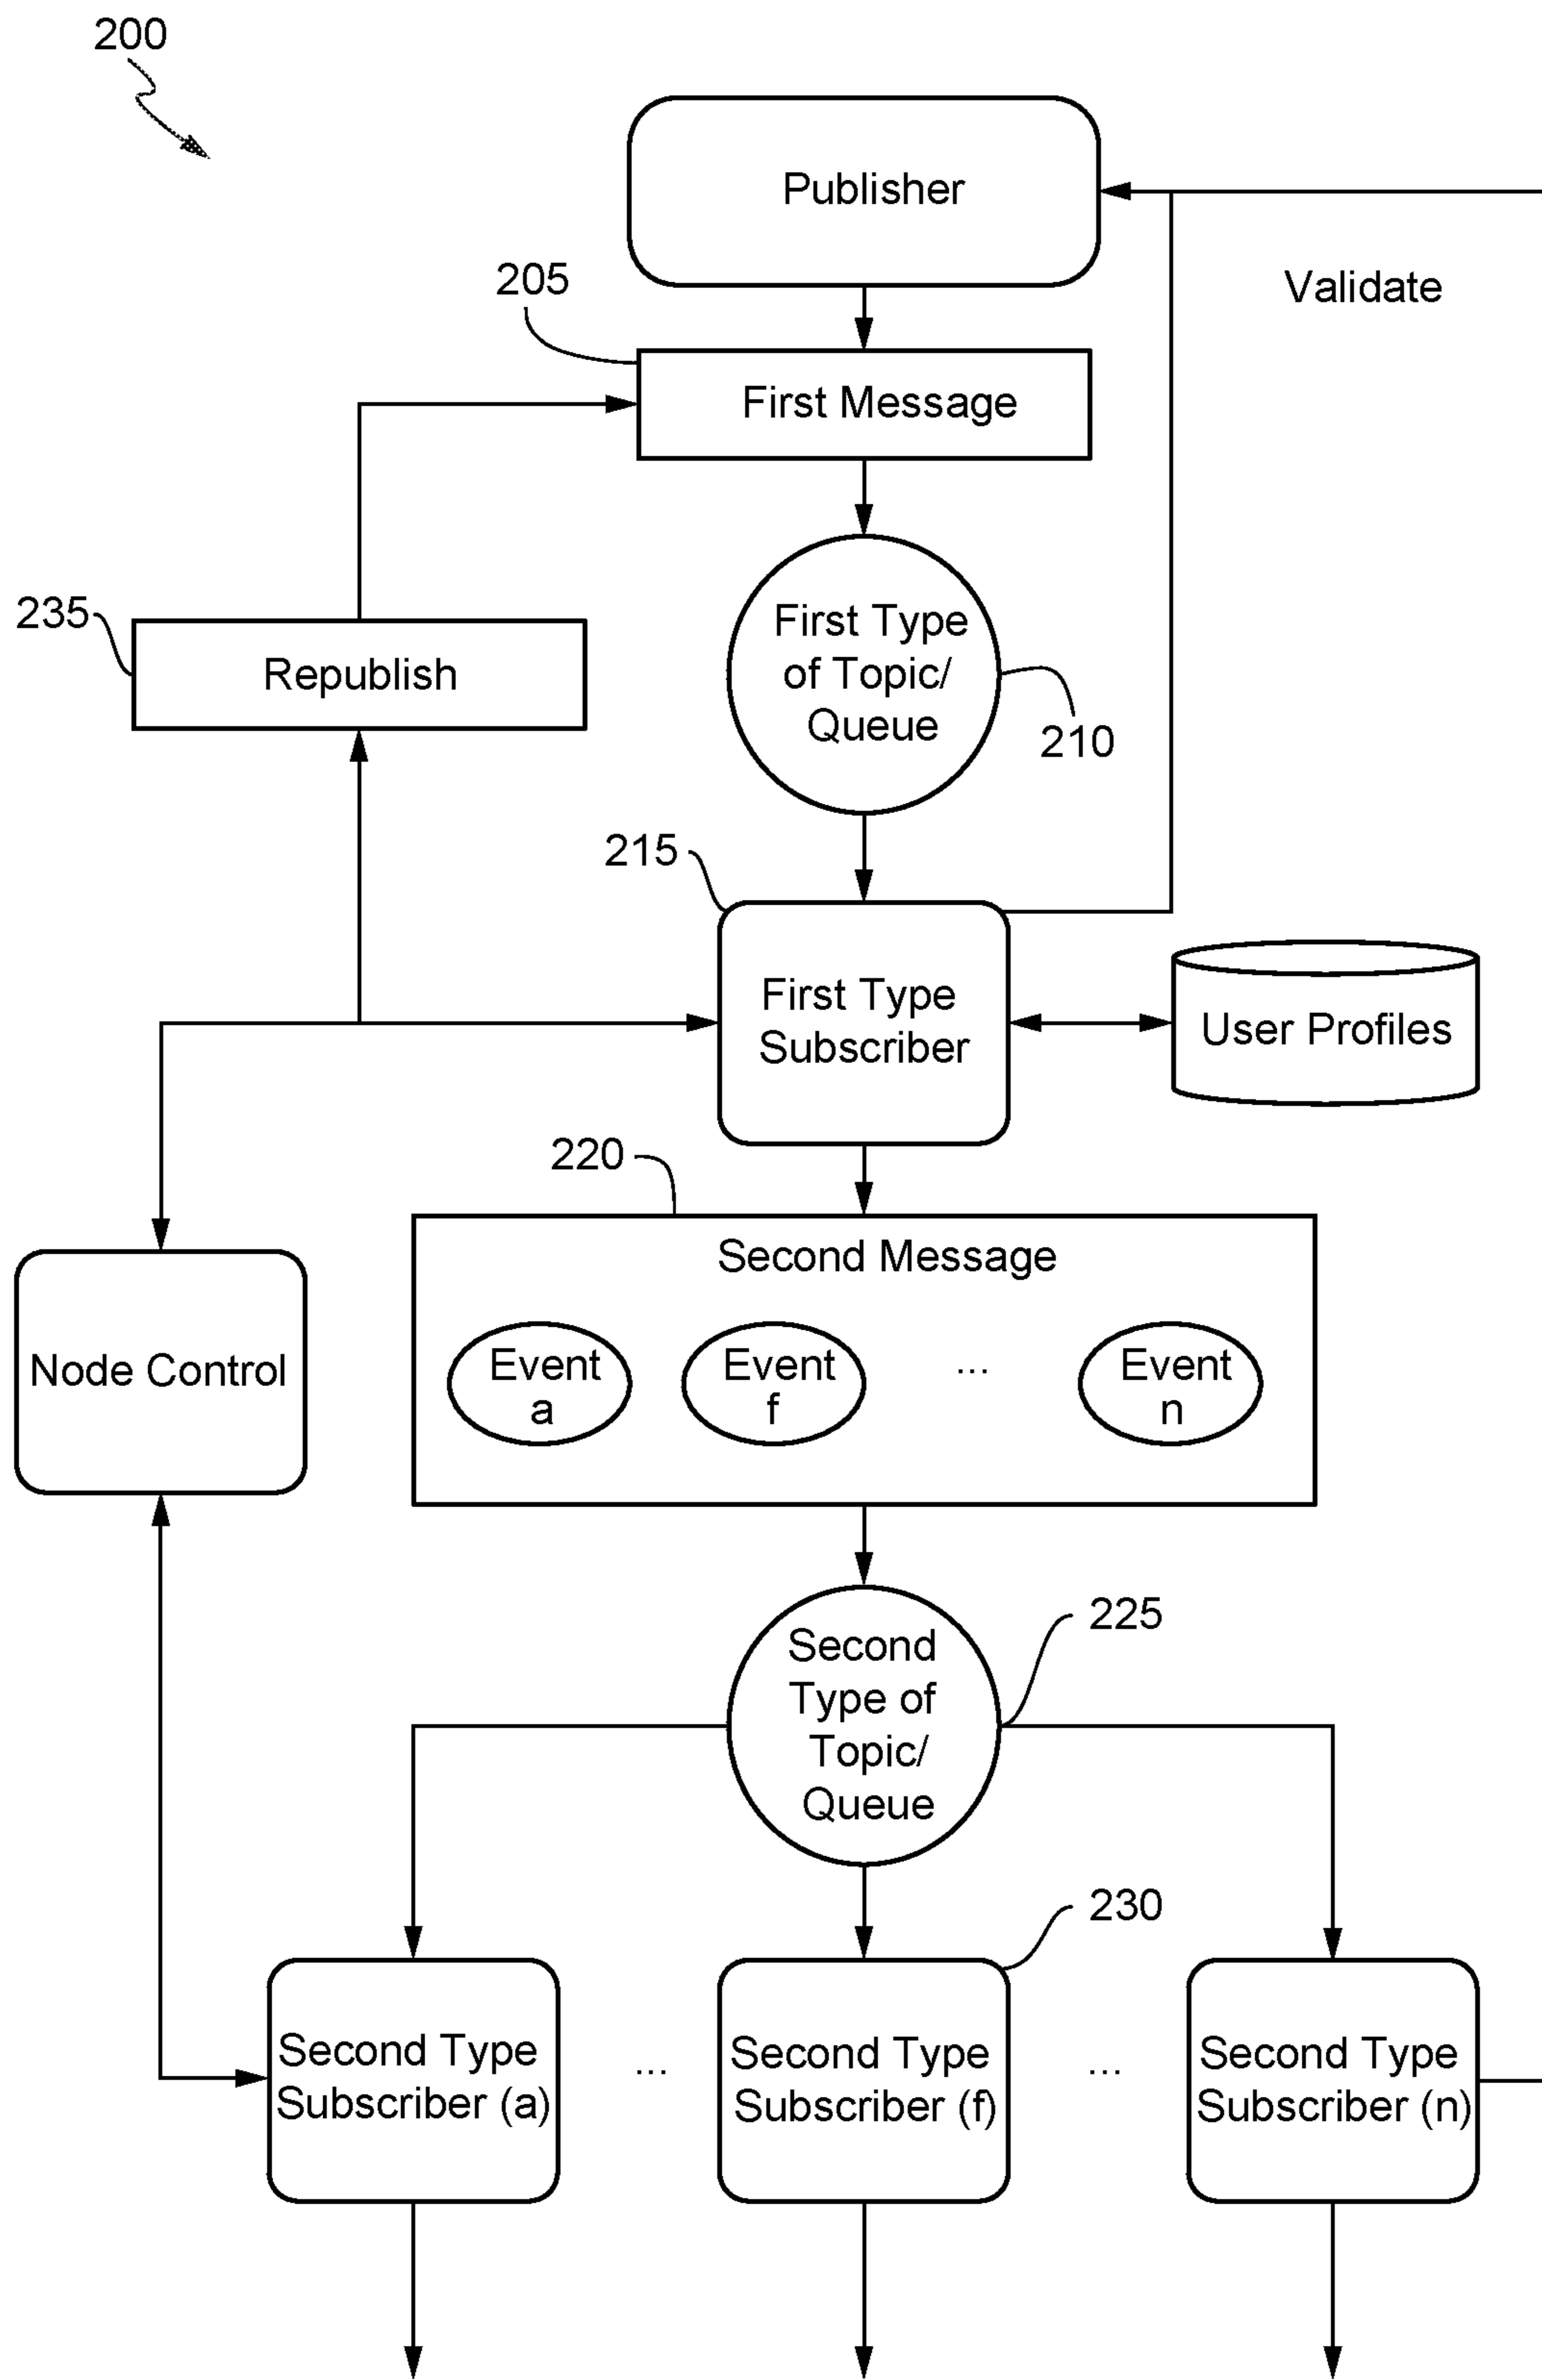 200
Publisher
205
Validate
First Message
235
Republish
First Type
of Topic/
Queue
210
215
First Type
Subscriber
User Profiles
220
Second Message
Node Control
Event
a
Event
f
...
Event
n
225
Second
Type of
Topic/
Queue
230
Second Type
Subscriber (a)
...
Second Type
Subscriber (f)
...
Second Type
Subscriber (n)